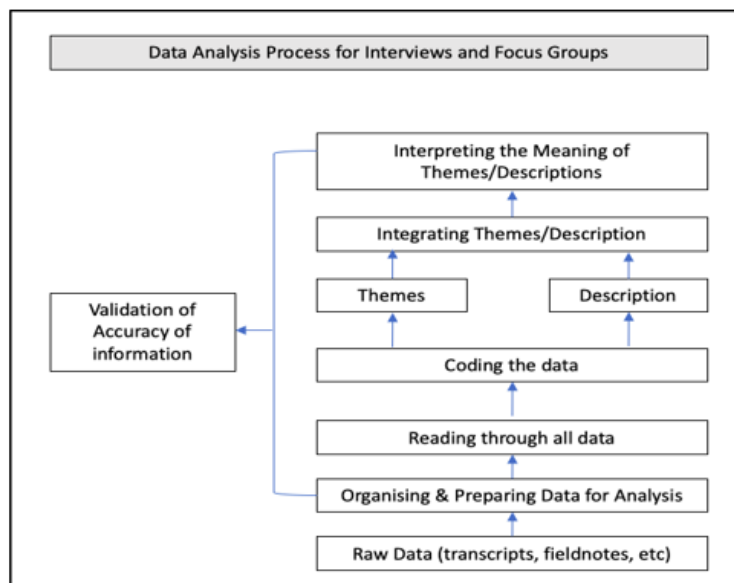 Data Analysis Process for Interviews and Focus Groups
Interpreting the Meaning of
Themes/Descriptions
Integrating Themes/Description
Themes
Description
Validation of
Accuracy of
information
Coding the data
Reading through all data
Organising & Preparing Data for Analysis
Raw Data (transcripts, fieldnotes, etc)